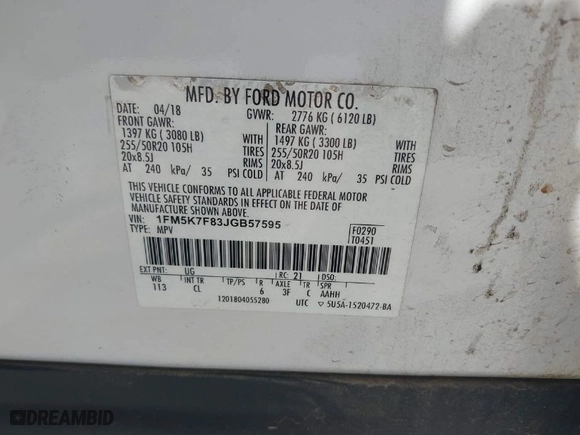 MFD. BY FORD MOTOR CO.
DATE: 04/18 GVWR: 2776 KG ( 6120 LB)
FRONT GAWR: REAR GAWR:
1397 KG ( 3080 LB) WITH 1497 KG ( 3300 LB) WITH
255/50R20 105H TIRES 255/50R20 105H TIRES
20x8.5J RIMS 20x8.5J RIMS
AT 240 kPa/ 35 PSI COLD AT 240 kPa/ 35 PSI COLD
THIS VEHICLE CONFORMS TO ALL APPLICABLE FEDERAL MOTOR
VEHICLE SAFETY STANDARDS IN EFFECT ON THE DATE OF
MANUFACTURE SHOWN ABOVE.
VIN: 1FM5K7F83JGB57595 F0290
TYPE: MPV T0451
EXT PNT: UG RC: 21 DSO:
WB INT TR TP/PS R AXLE TR SPR
113 CL 6 3F C AAHH
1201804055280 UTC ▽ 5U5A-1520472-BA
DREAMBID